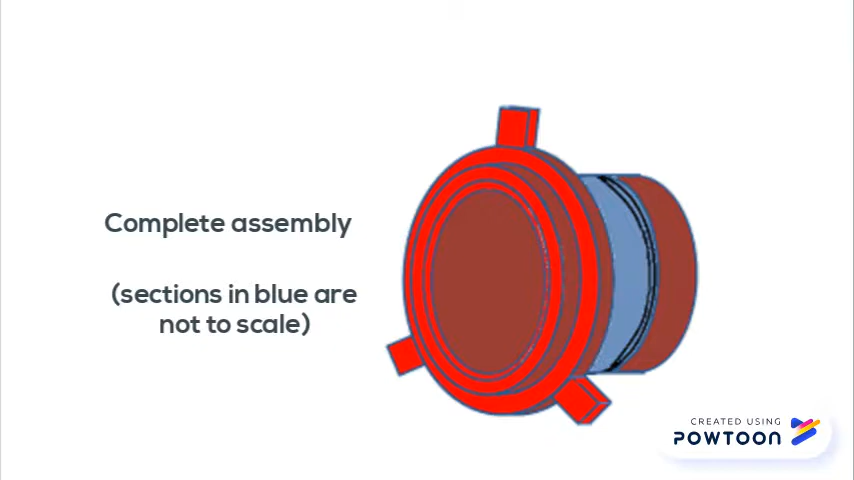 Complete assembly
(sections in blue are
not to scale)
CREATED USING
POWTOON